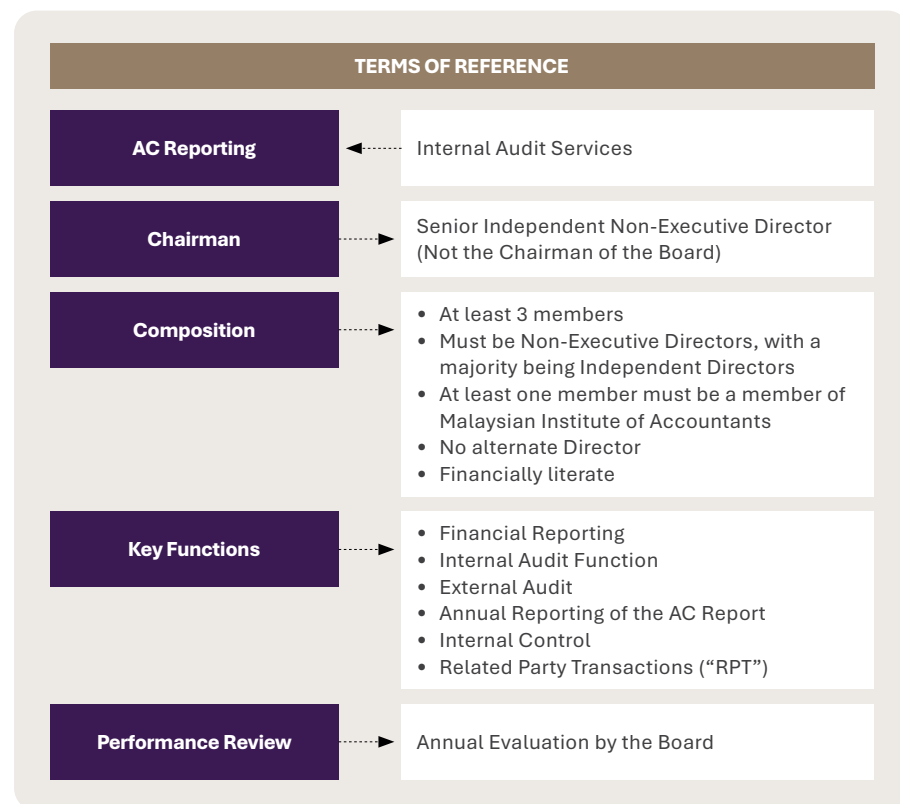 TERMS OF REFERENCE
AC Reporting
Internal Audit Services
Chairman
Senior Independent Non-Executive Director
(Not the Chairman of the Board)
Composition
• At least 3 members
• Must be Non-Executive Directors, with a
majority being Independent Directors
• At least one member must be a member of
Malaysian Institute of Accountants
• No alternate Director
• Financially literate
Key Functions
• Financial Reporting
• Internal Audit Function
• External Audit
• Annual Reporting of the AC Report
• Internal Control
• Related Party Transactions (“RPT”)
Performance Review
Annual Evaluation by the Board